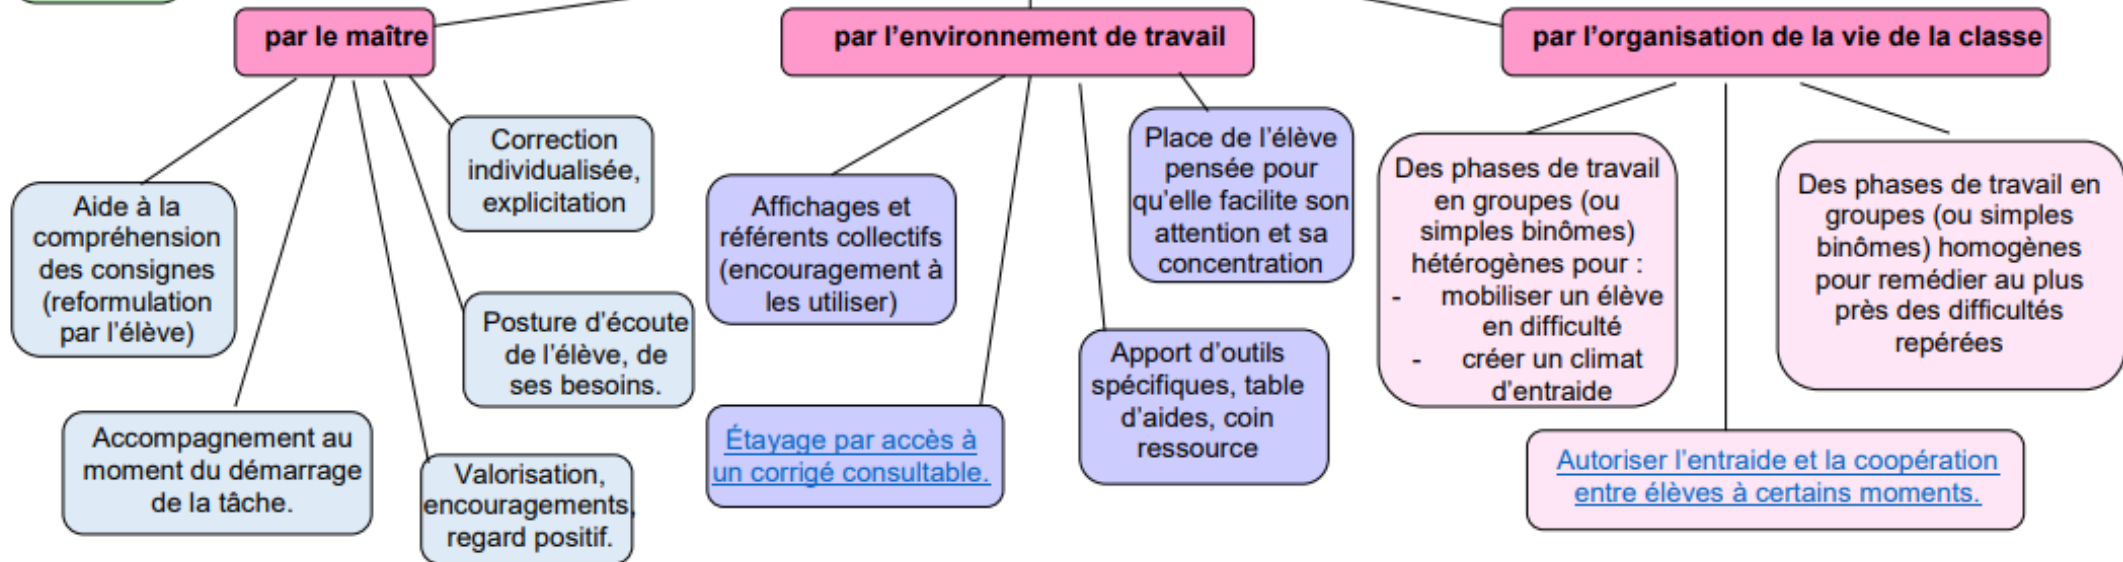 par le maître
par l'environnement de travail
par l'organisation de la vie de la classe
Aide à la
compréhension
des consignes
(reformulation
par l'élève)
Accompagnement au
moment du démarrage
de la tâche.
Valorisation,
encouragements,
regard positif.
Posture d'écoute
de l'élève, de
ses besoins.
Correction
individualisée,
explicitation
Affichages et
référents collectifs
(encouragement à
les utiliser)
Étayage par accès à
un corrigé consultable.
Apport d'outils
spécifiques, table
d'aides, coin
ressource
Place de l'élève
pensée pour
qu'elle facilite son
attention et sa
concentration
Des phases de travail
en groupes (ou
simples binômes)
hétérogènes pour :
- mobiliser un élève
en difficulté
- créer un climat
d'entraide
Autoriser l'entraide et la coopération
entre élèves à certains moments.
Des phases de travail en
groupes (ou simples
binômes) homogènes
pour remédier au plus
près des difficultés
repérées